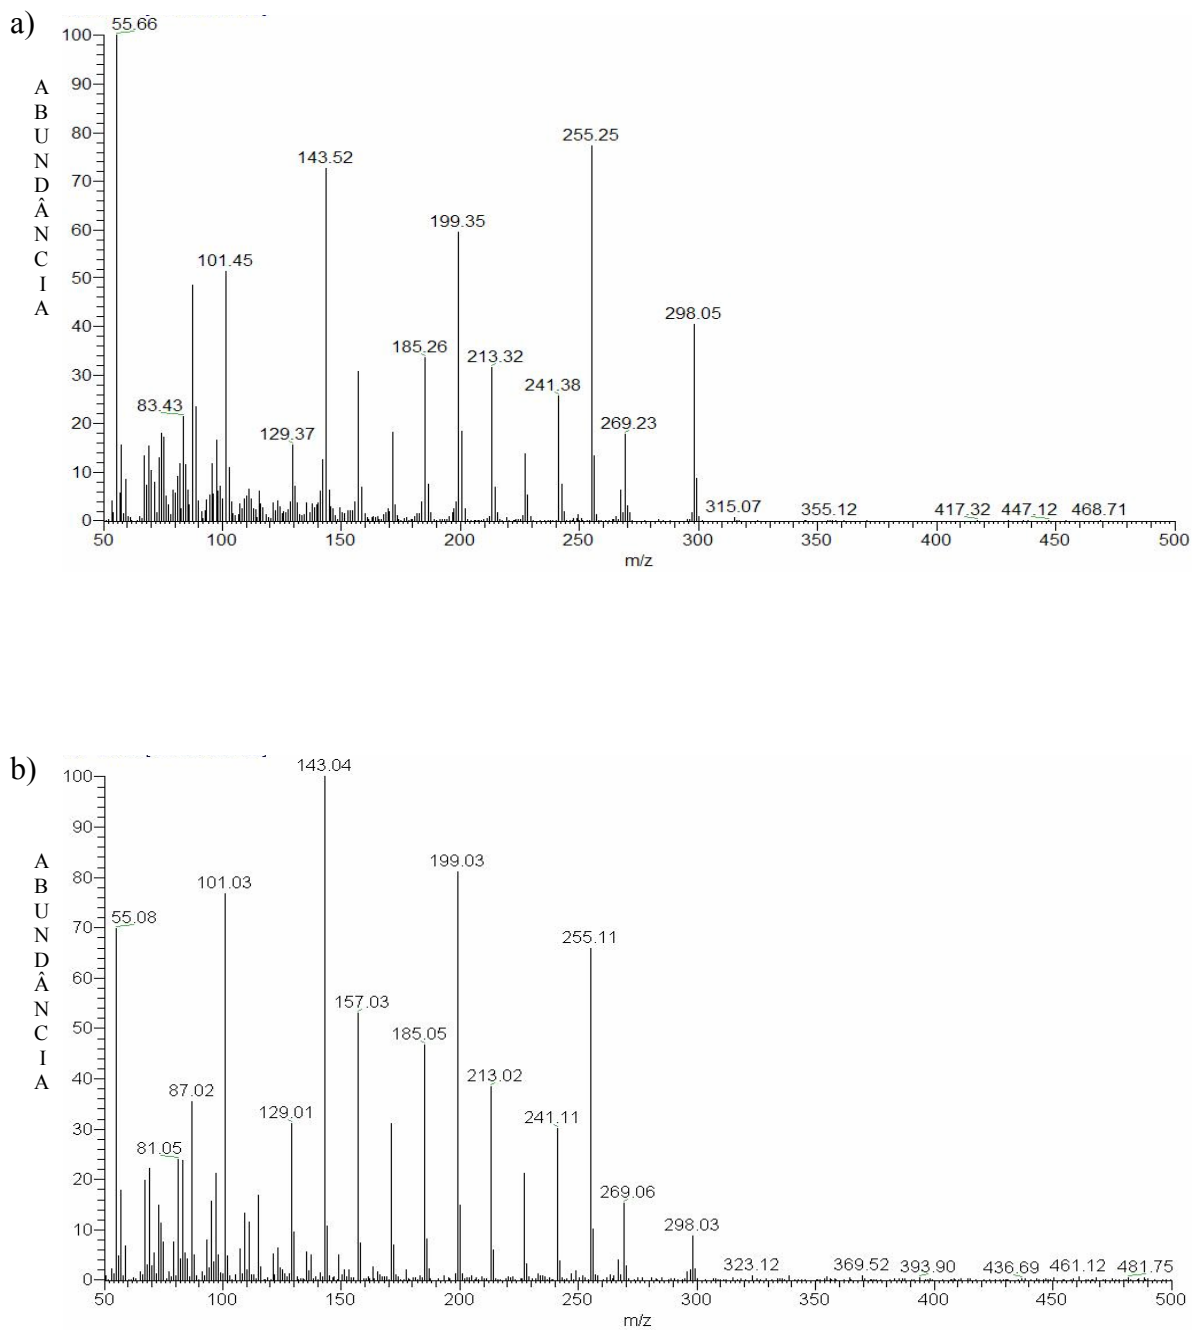 a)
55.66
100
90
80
70
60
50
40
30
20
10
0
A
B
U
N
D
Â
N
C
I
A
255.25
143.52
199.35
101.45
298.05
185.26
213.32
241.38
83.43
269.23
129.37
315.07 355.12 417.32 447.12 468.71
50 100 150 200 250 300 350 400 450 500
m/z
b)
143.04
100
90
80
70
60
50
40
30
20
10
0
A
B
U
N
D
Â
N
C
I
A
199.03
101.03
55.08
255.11
157.03
185.05
213.02
87.02
129.01
241.11
81.05
269.06
298.03
323.12 369.52 393.90 436.69 461.12 481.75
50 100 150 200 250 300 350 400 450 500
m/z